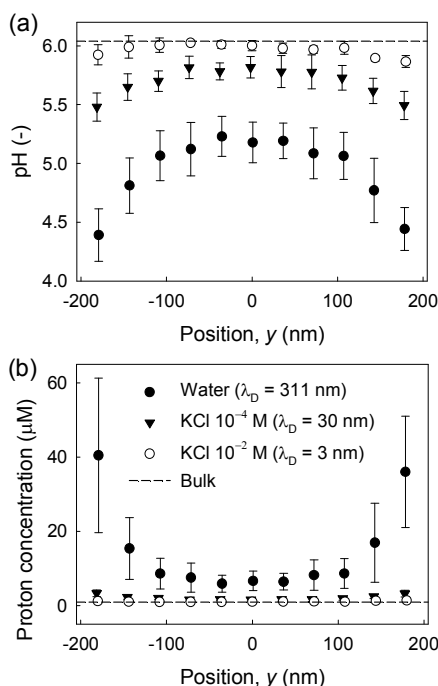 (a)
6.0
5.5
5.0
4.5
4.0
pH (-)
-200 -100 0 100 200
Position, y (nm)
(b)
60
40
20
0
Proton concentration (μM)
Water (λD = 311 nm)
KCl 10⁻⁴ M (λD = 30 nm)
KCl 10⁻² M (λD = 3 nm)
Bulk
-200 -100 0 100 200
Position, y (nm)